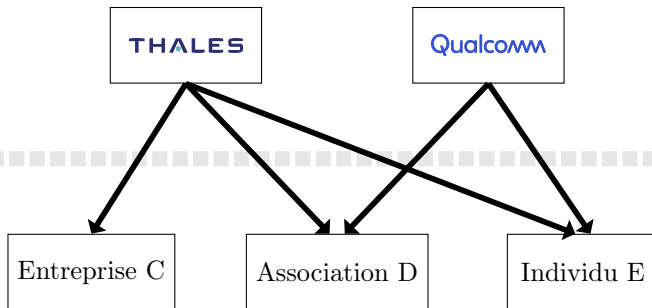 THALES
Qualcomm
Entreprise C
Association D
Individu E